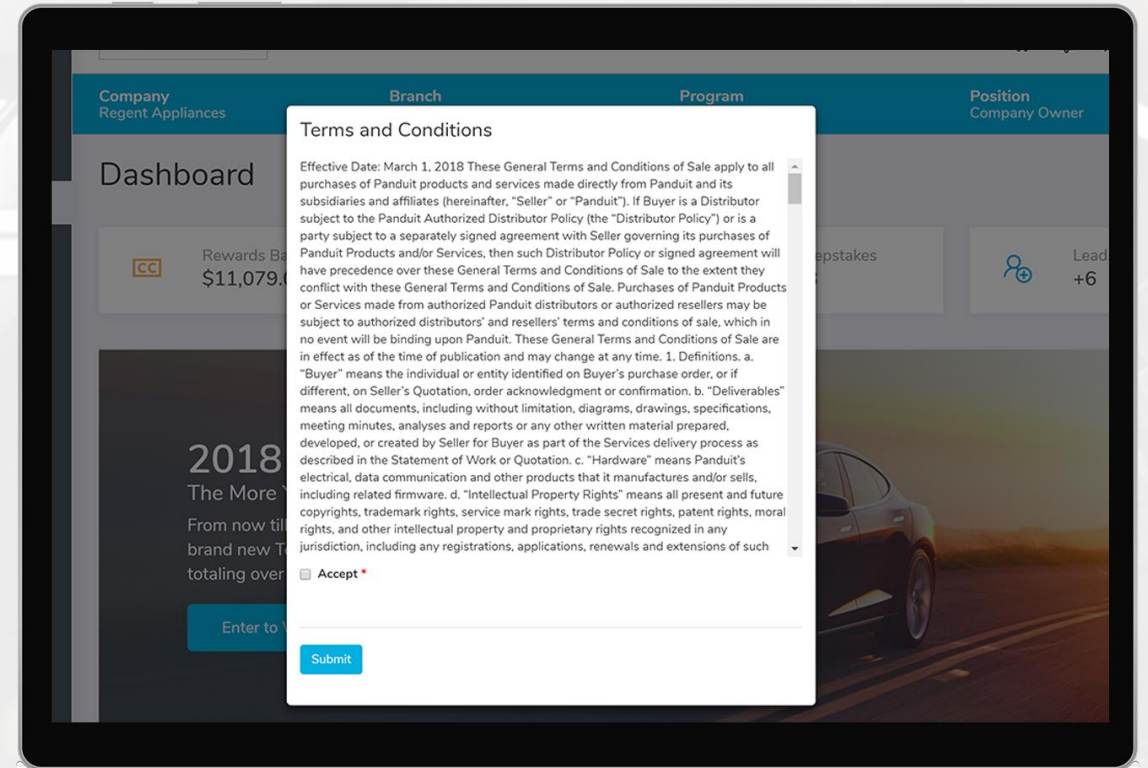 Company
Regent Appliances
Branch
Program
Position
Company Owner
Dashboard
Rewards
$11,079.
epstakes
Lead
+6
2018
The More
From now till
brand new
totaling over
Enter to
Terms and Conditions
Effective Date: March 1, 2018 These General Terms and Conditions of Sale apply to all
purchases of Panduit products and services made directly from Panduit and its
subsidiaries and affiliates (hereinafter, “Seller” or “Panduit”). If Buyer is a Distributor
subject to the Panduit Authorized Distributor Policy (the “Distributor Policy”) or is a
party subject to a separately signed agreement with Seller governing its purchases of
Panduit Products and/or Services, then such Distributor Policy or signed agreement will
have precedence over these General Terms and Conditions of Sale to the extent they
conflict with these General Terms and Conditions of Sale. Purchases of Panduit Products
or Services made from authorized Panduit distributors or authorized resellers may be
subject to authorized distributors’ and resellers’ terms and conditions of sale, which in
no event will be binding upon Panduit. These General Terms and Conditions of Sale are
in effect as of the time of publication and may change at any time. 1. Definitions. a.
“Buyer” means the individual or entity identified on Buyer’s purchase order, or if
different, on Seller’s Quotation, order acknowledgment or confirmation. b. “Deliverables”
means all documents, including without limitation, diagrams, drawings, specifications,
meeting minutes, analyses and reports or any other written material prepared,
developed, or created by Seller for Buyer as part of the Services delivery process as
described in the Statement of Work or Quotation. c. “Hardware” means Panduit’s
electrical, data communication and other products that it manufactures and/or sells,
including related firmware. d. “Intellectual Property Rights” means all present and future
copyrights, trademark rights, service mark rights, trade secret rights, patent rights, moral
rights, and other intellectual property and proprietary rights recognized in any
jurisdiction, including any registrations, applications, renewals and extensions of such
Accept *
Submit